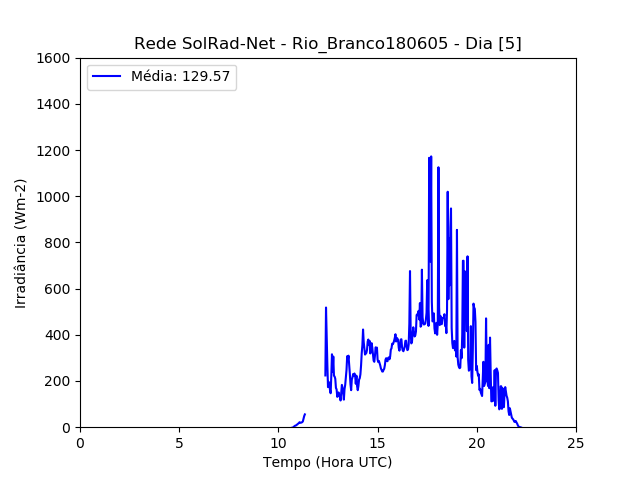 Rede SolRad-Net - Rio_Branco180605 - Dia [5]
Média: 129.57
1600
1400
1200
1000
800
600
400
200
0
Irradiância (Wm-2)
0 5 10 15 20 25
Tempo (Hora UTC)